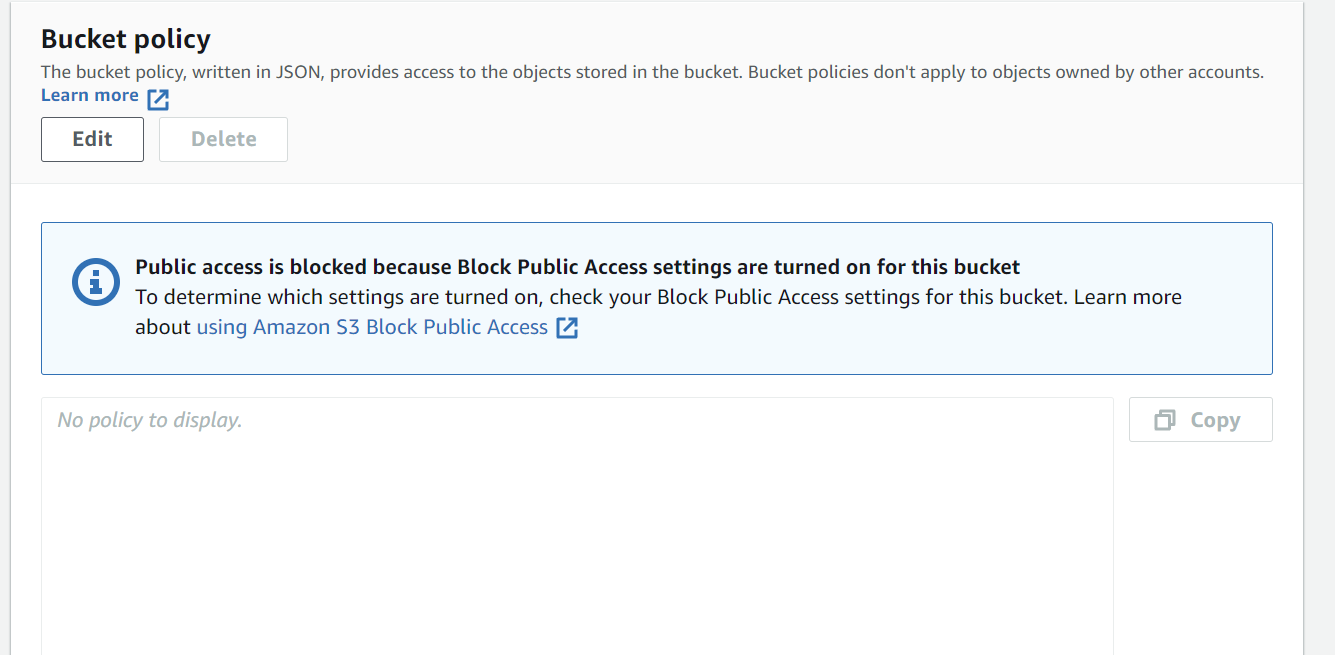 Bucket policy
The bucket policy, written in JSON, provides access to the objects stored in the bucket. Bucket policies don't apply to objects owned by other accounts.
Learn more
Edit Delete
Public access is blocked because Block Public Access settings are turned on for this bucket
To determine which settings are turned on, check your Block Public Access settings for this bucket. Learn more
about using Amazon S3 Block Public Access
No policy to display.
Copy